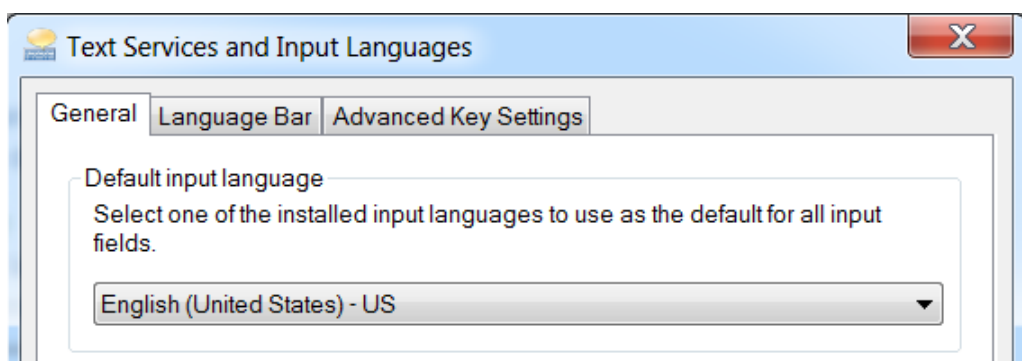 Text Services and Input Languages
General
Language Bar
Advanced Key Settings
Default input language
Select one of the installed input languages to use as the default for all input
fields.
English (United States) - US